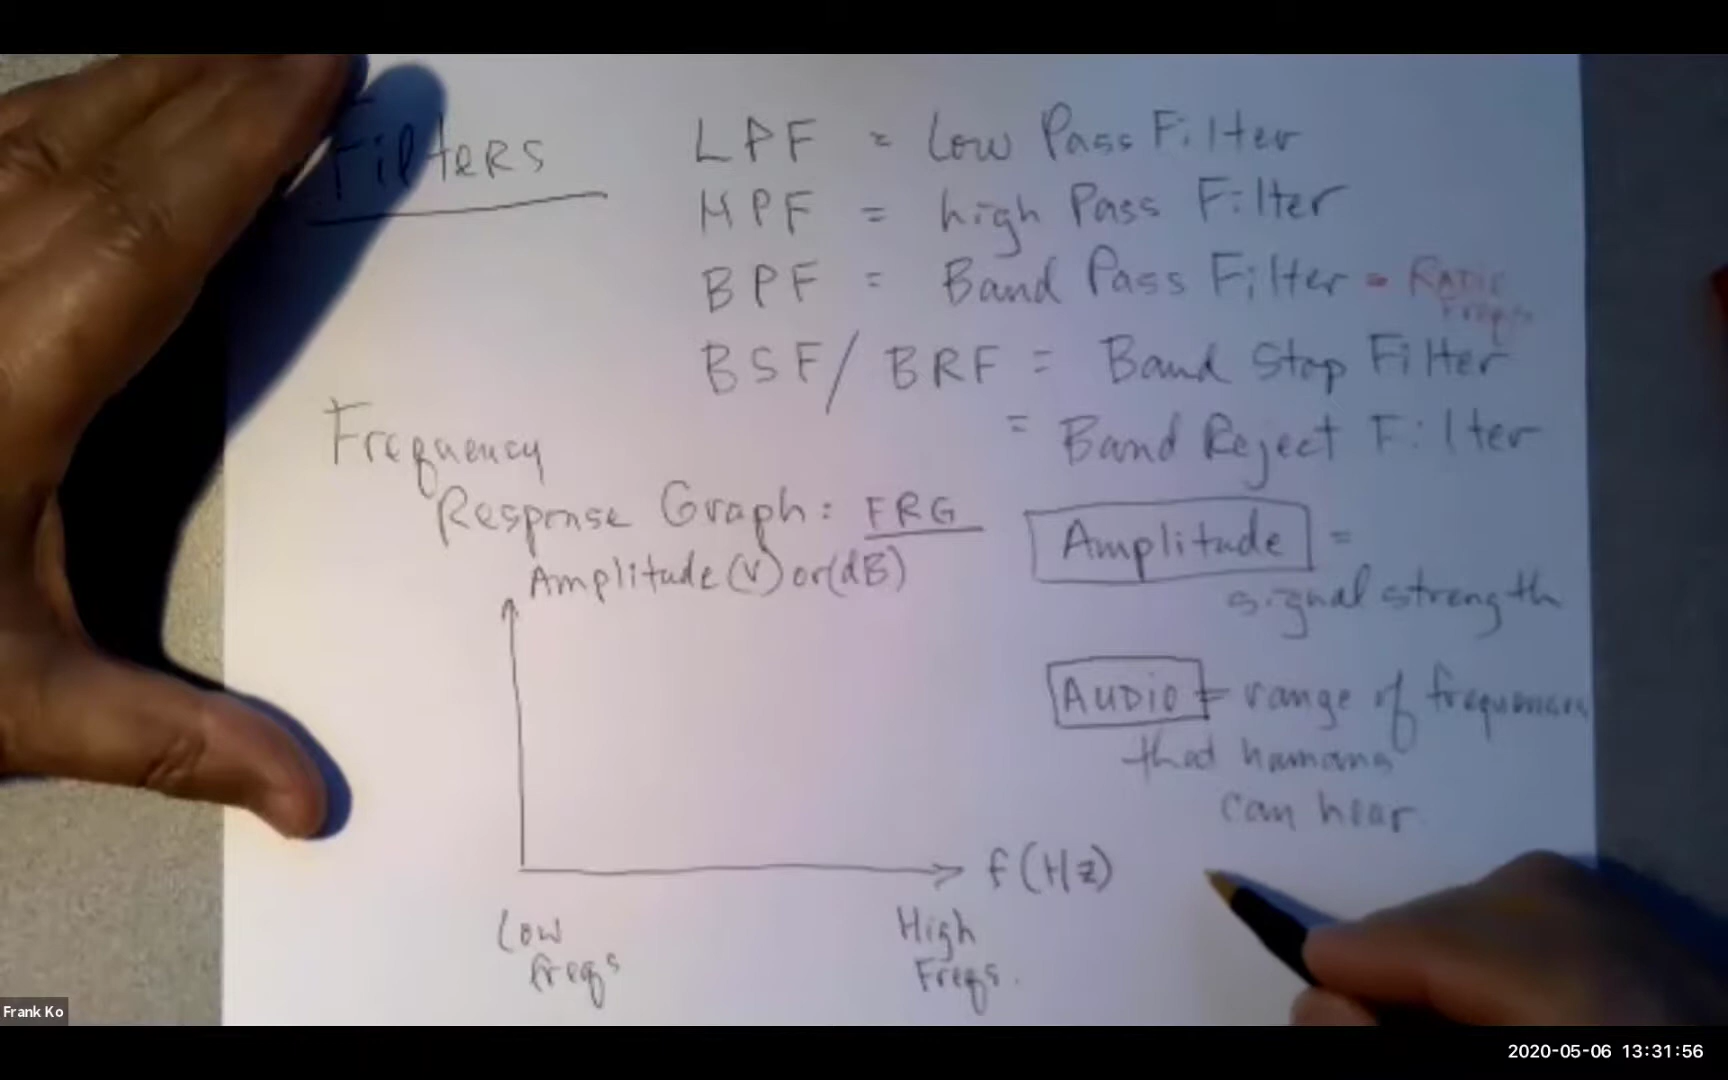 Filters
LPF = Low Pass Filter
HPF = high Pass Filter
BPF = Band Pass Filter - Ratio
Freqs
BSF/ BRF = Band Stop Filter
= Band Reject Filter
Frequency
Response Graph: FRG
Amplitude (V) or (dB)
Amplitude =
signal strength
AUDIO = range of frequencies
that humans
can hear.
f (Hz)
Low
freqs
High
Freqs.
Frank Ko
2020-05-06 13:31:56